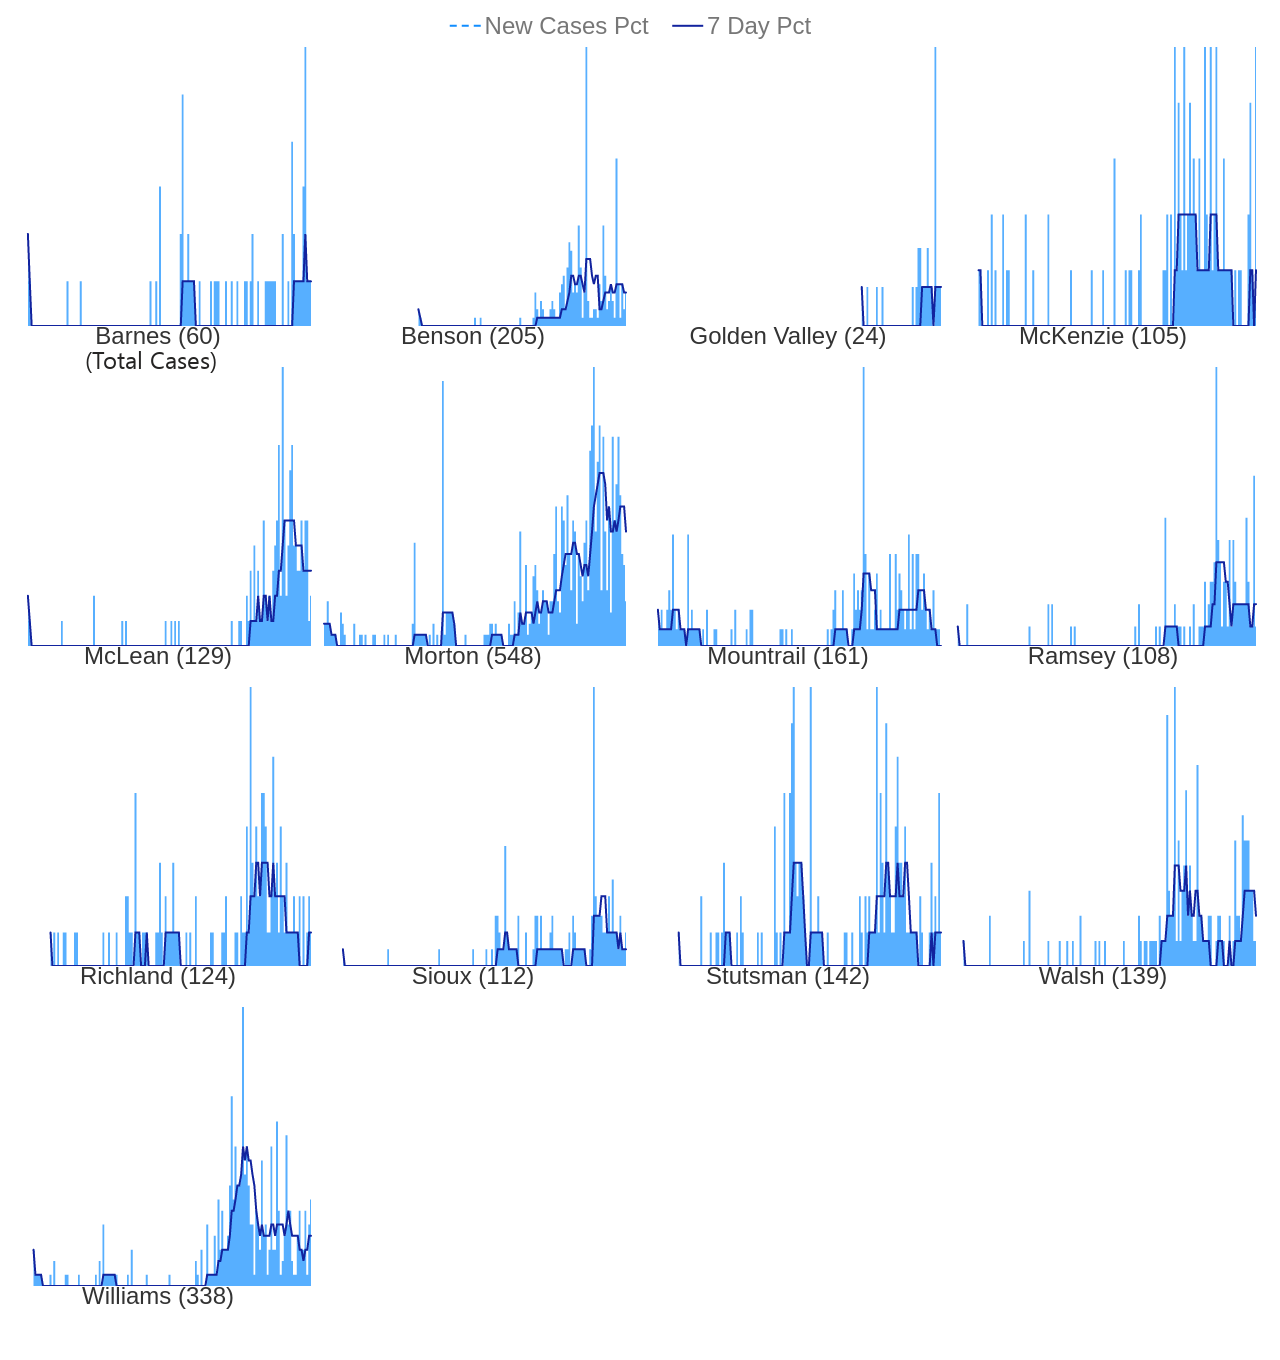 New Cases Pct 7 Day Pct
Barnes (60) Benson (205) Golden Valley (24) McKenzie (105)
(Total Cases)
McLean (129) Morton (548) Mountrail (161) Ramsey (108)
Richland (124) Sioux (112) Stutsman (142) Walsh (139)
Williams (338)